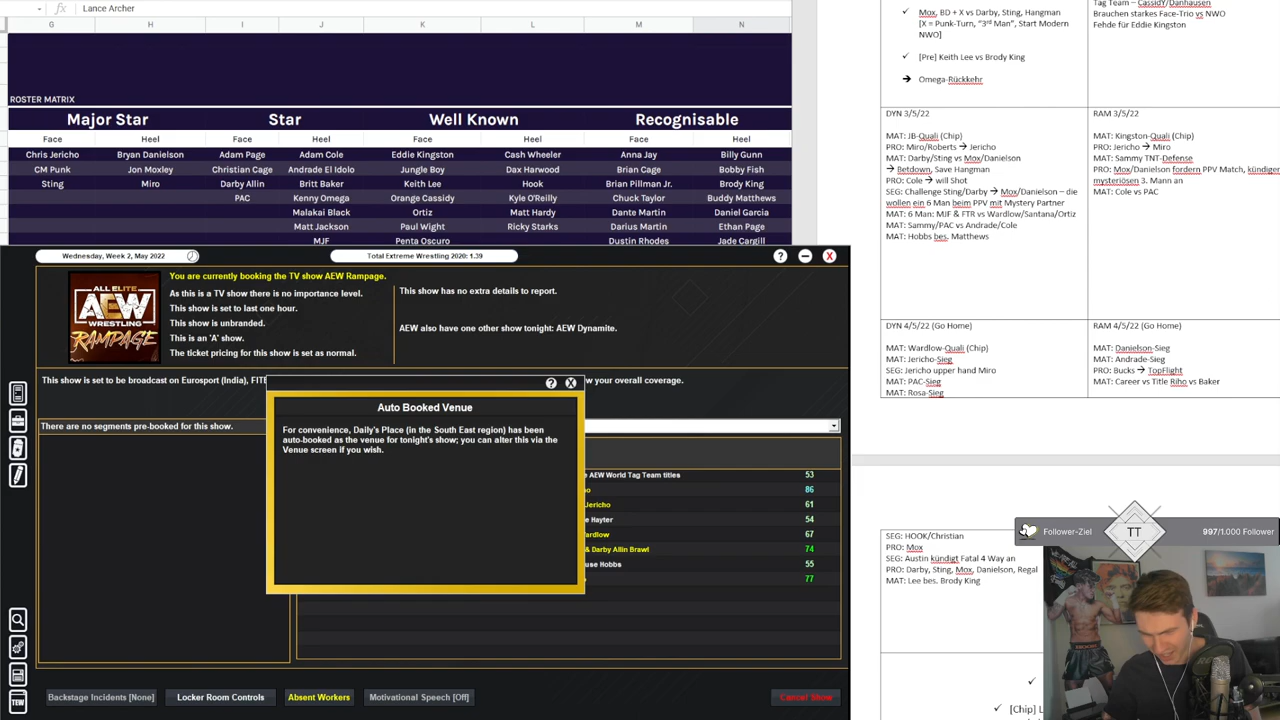 fx Lance Archer
G H I J K L M N
ROSTER MATRIX
Major Star Star Well Known Recognisable
Face Heel Face Heel Face Heel Face Heel
Chris Jericho Bryan Danielson Adam Page Adam Cole Eddie Kingston Cash Wheeler Anna Jay Billy Gunn
CM Punk Jon Moxley Christian Cage Andrade El Idolo Jungle Boy Dax Harwood Brian Cage Bobby Fish
Sting Miro Darby Allin Britt Baker Keith Lee Hook Brian Pillman Jr. Brody King
PAC Kenny Omega Orange Cassidy Kyle O'Reilly Chuck Taylor Buddy Matthews
Malakai Black Ortiz Matt Hardy Dante Martin Daniel Garcia
Matt Jackson Paul Wight Ricky Starks Darius Martin Ethan Page
MJF Penta Oscuro Dustin Rhodes Jade Cargill
Wednesday, Week 2, May 2022 Total Extreme Wrestling 2020: 1.39 ? X
ALL ELITE
AEW
WRESTLING
RAMPAGE
You are currently booking the TV show AEW Rampage.
As this is a TV show there is no importance level.
This show is set to last one hour.
This show is unbranded.
This is an 'A' show.
The ticket pricing for this show is set as normal.
This show has no extra details to report.
AEW also have one other show tonight: AEW Dynamite.
This show is set to be broadcast on Eurosport (India), FITE
w your overall coverage.
There are no segments pre-booked for this show.
? X
Auto Booked Venue
For convenience, Daily's Place (in the South East region) has been
auto-booked as the venue for tonight's show; you can alter this via the
Venue screen if you wish.
e AEW World Tag Team titles 53
o 86
Jericho 61
e Hayter 54
ardlow 67
& Darby Allin Brawl 74
use Hobbs 55
77
TEW
Backstage Incidents [None] Locker Room Controls Absent Workers Motivational Speech [Off] Cancel Show
Mox, BD + X vs Darby, Sting, Hangman
[X = Punk-Turn, "3rd Man", Start Modern
NWO]
[Pre] Keith Lee vs Brody King
Omega-Rückkehr
Tag Team – CassidY/Danhausen
Brauchen starkes Face-Trio vs NWO
Fehde für Eddie Kingston
DYN 3/5/22
MAT: JB-Quali (Chip)
PRO: Miro/Roberts → Jericho
MAT: Darby/Sting vs Mox/Danielson
→ Betdown, Save Hangman
PRO: Cole → will Shot
SEG: Challenge Sting/Darby → Mox/Danielson – die
wollen ein 6 Man beim PPV mit Mystery Partner
MAT: 6 Man: MJF & FTR vs Wardlow/Santana/Ortiz
MAT: Sammy/PAC vs Andrade/Cole
MAT: Hobbs bes. Matthews
RAM 3/5/22
MAT: Kingston-Quali (Chip)
PRO: Jericho → Miro
MAT: Sammy TNT-Defense
PRO: Mox/Danielson fordern PPV Match, kündigen
mysteriösen 3. Mann an
MAT: Cole vs PAC
DYN 4/5/22 (Go Home)
MAT: Wardlow-Quali (Chip)
MAT: Jericho-Sieg
SEG: Jericho upper hand Miro
MAT: PAC-Sieg
MAT: Rosa-Sieg
RAM 4/5/22 (Go Home)
MAT: Danielson-Sieg
MAT: Andrade-Sieg
PRO: Bucks → TopFlight
MAT: Career vs Title Riho vs Baker
SEG: HOOK/Christian
PRO: Mox
SEG: Austin kündigt Fatal 4 Way an
PRO: Darby, Sting, Mox, Danielson, Regal
MAT: Lee bes. Brody King
Follower-Ziel TT 997/1.000 Follower
[Chip] L